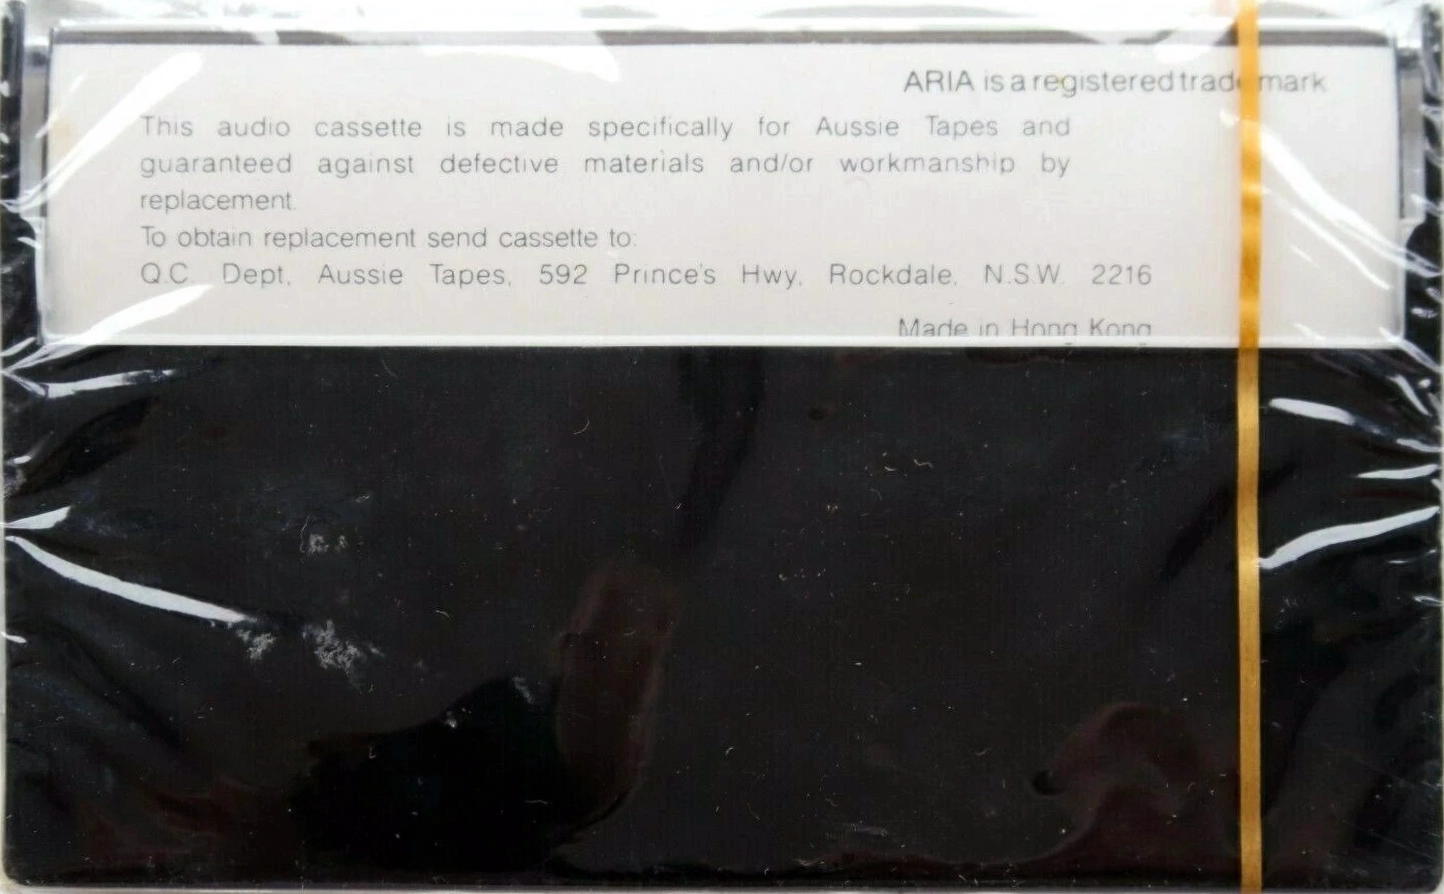 ARIA is a registered trade mark
This audio cassette is made specifically for Aussie Tapes and
guaranteed against defective materials and/or workmanship by
replacement.
To obtain replacement send cassette to:
Q.C. Dept, Aussie Tapes, 592 Prince's Hwy, Rockdale, N.S.W. 2216
Made in Hong Kong